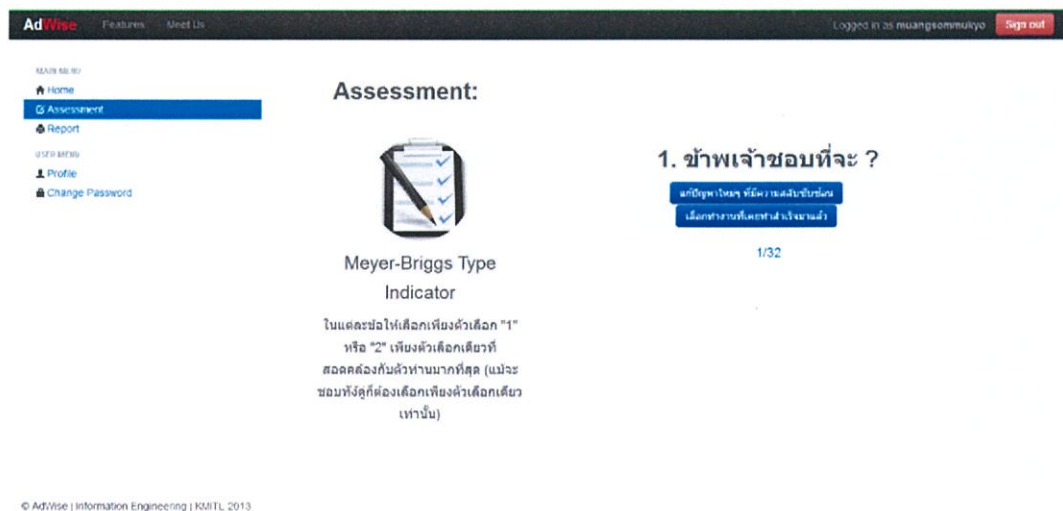 AdWise Features Meet Us Logged in as muangsommukyo Sign out
MAIN MENU
Home
Assessment
Report
USER MENU
Profile
Change Password
Assessment:
Meyer-Briggs Type
Indicator
ในแต่ละข้อให้เลือกเพียงตัวเลือก "1"
หรือ "2" เพียงตัวเลือกเดียวที่
สอดคล้องกับตัวท่านมากที่สุด (แม้จะ
ชอบทั้งคู่ก็ต้องเลือกเพียงตัวเลือกเดียว
เท่านั้น)
1. ข้าพเจ้าชอบที่จะ ?
แก้ปัญหาใหม่ๆ ที่มีความสลับซับซ้อน
เลือกทำงานที่เคยทำสำเร็จมาแล้ว
1/32
© AdWise | Information Engineering | KMITL 2013